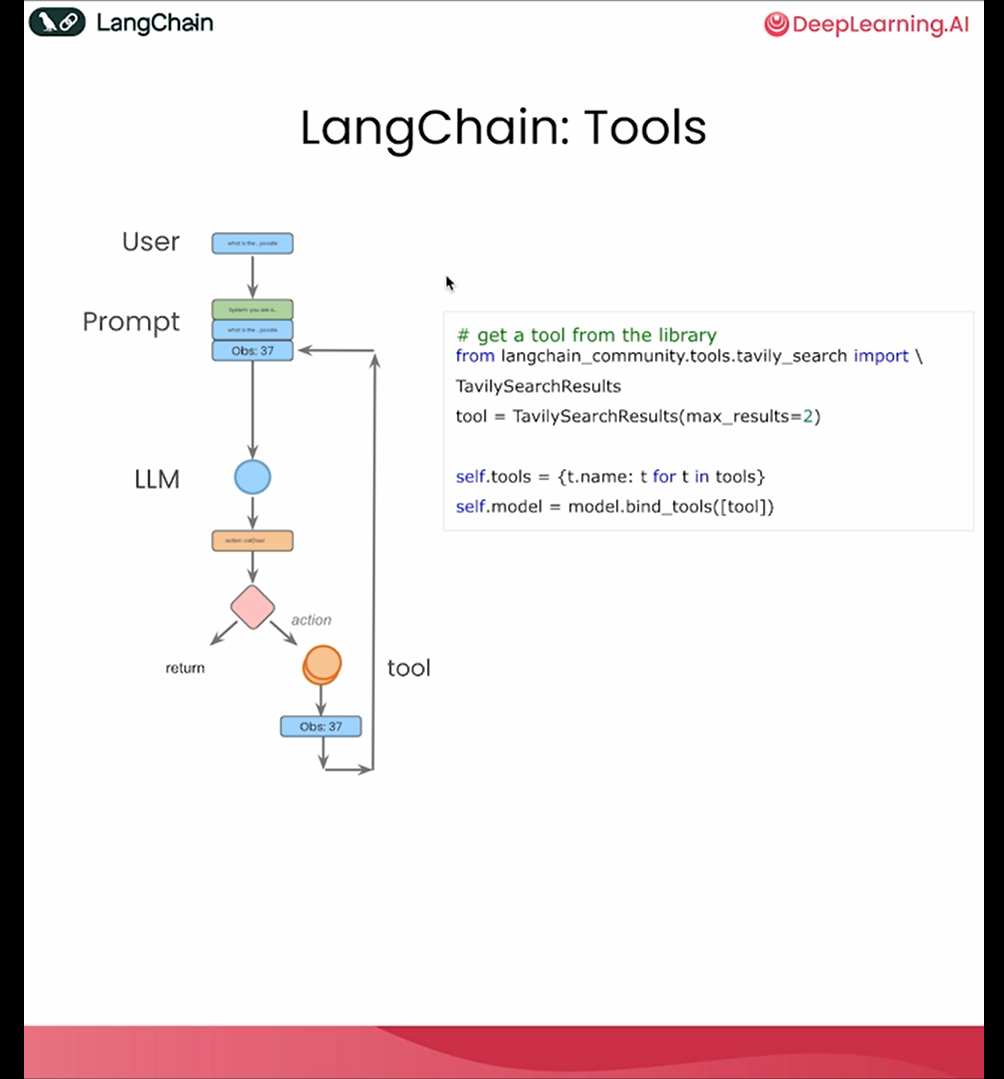 LangChain
DeepLearning.AI
LangChain: Tools
User
what is the .. poodle
Prompt
System: you are a..
what is the .. poodle
Obs: 37
LLM
action
return
tool
Obs: 37
# get a tool from the library
from langchain_community.tools.tavily_search import \
TavilySearchResults
tool = TavilySearchResults(max_results=2)
self.tools = {t.name: t for t in tools}
self.model = model.bind_tools([tool])